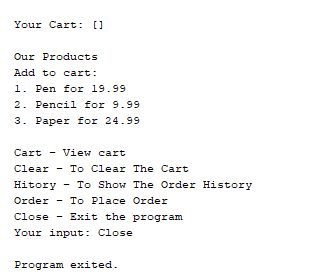 Your Cart: []
Our Products
Add to cart:
1. Pen for 19.99
2. Pencil for 9.99
3. Paper for 24.99
Cart - View cart
Clear - To Clear The Cart
Hitory - To Show The Order History
Order - To Place Order
Close - Exit the program
Your input: Close
Program exited.